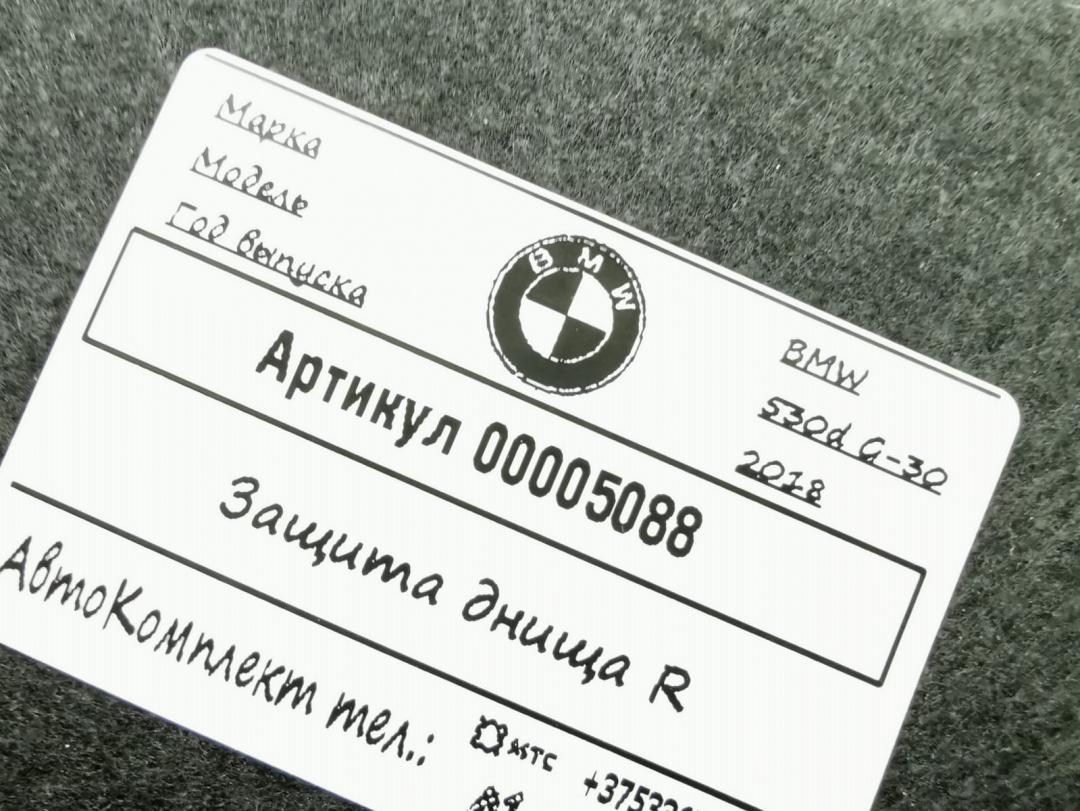 Марка
BMW
Модель
530d G-30
Год выпуска
2018
BMW
Артикул 00005088
Защита днища R
АвтоКомплект тел.:
мтс